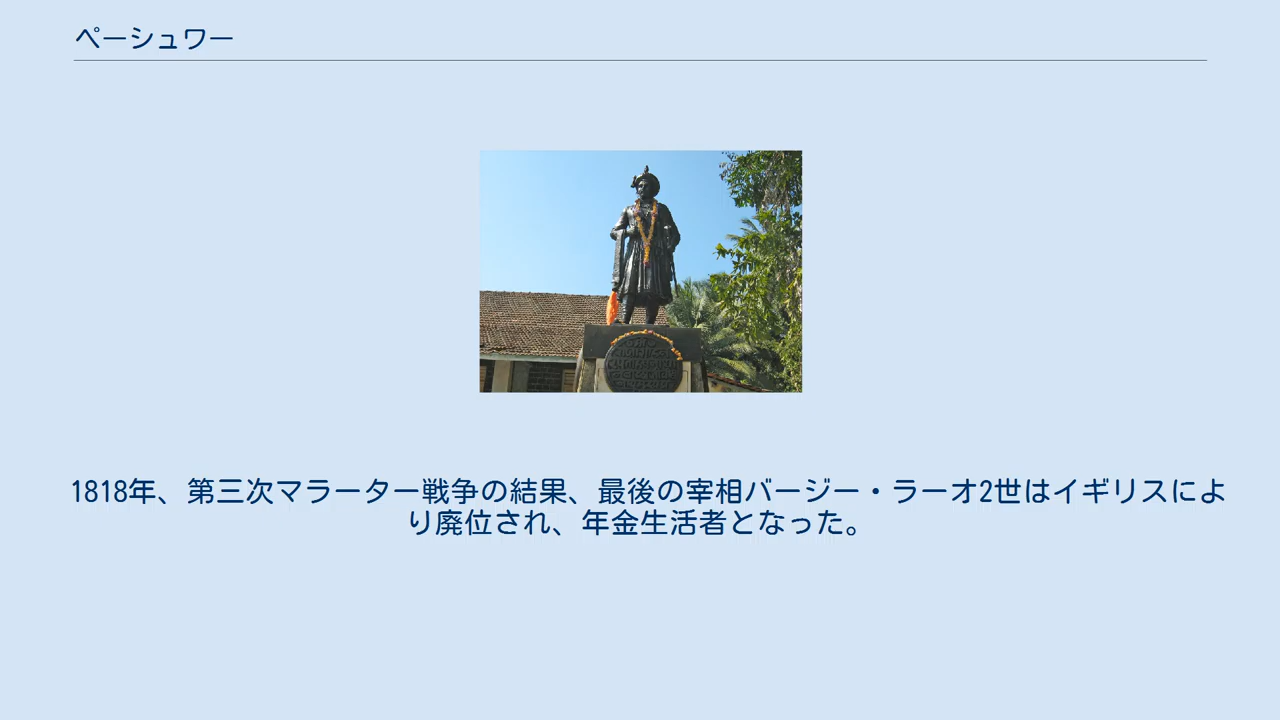 ペーシュワー
1818年、第三次マラーター戦争の結果、最後の宰相バージー・ラーオ2世はイギリスによ
り廃位され、年金生活者となった。